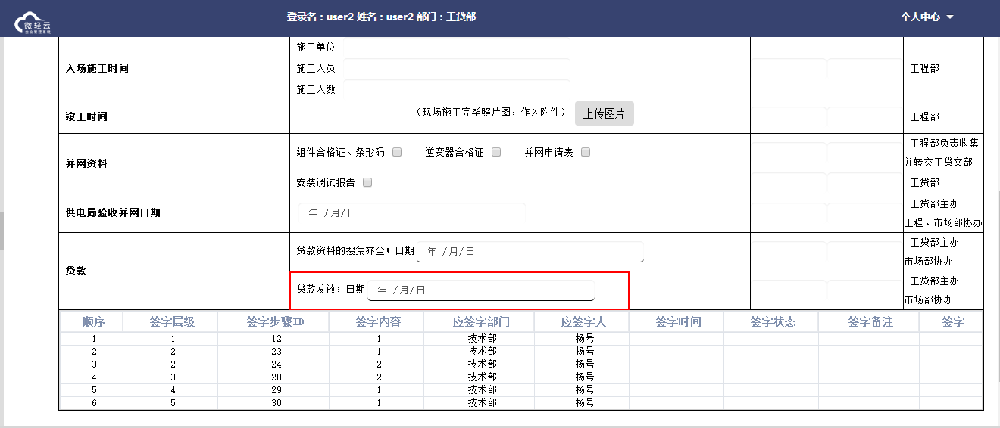 微轻云
企业管理系统
登录名：user2 姓名：user2 部门：工贷部
个人中心
施工单位
入场施工时间
施工人员
工程部
施工人数
竣工时间
（现场施工完毕照片图，作为附件） 上传图片
工程部
并网资料
组件合格证、条形码 逆变器合格证 并网申请表
工程部负责收集
并转交工贷文部
安装调试报告
工贷部
供电局验收并网日期
年 /月/日
工贷部主办
工程、市场部协办
贷款
贷款资料的搜集齐全；日期 年 /月/日
工贷部主办
市场部协办
贷款发放；日期 年 /月/日
工贷部主办
市场部协办
顺序 签字层级 签字步骤ID 签字内容 应签字部门 应签字人 签字时间 签字状态 签字备注 签字
1 1 12 1 技术部 杨号
2 2 23 1 技术部 杨号
3 2 24 2 技术部 杨号
4 3 28 2 技术部 杨号
5 4 29 1 技术部 杨号
6 5 30 1 技术部 杨号